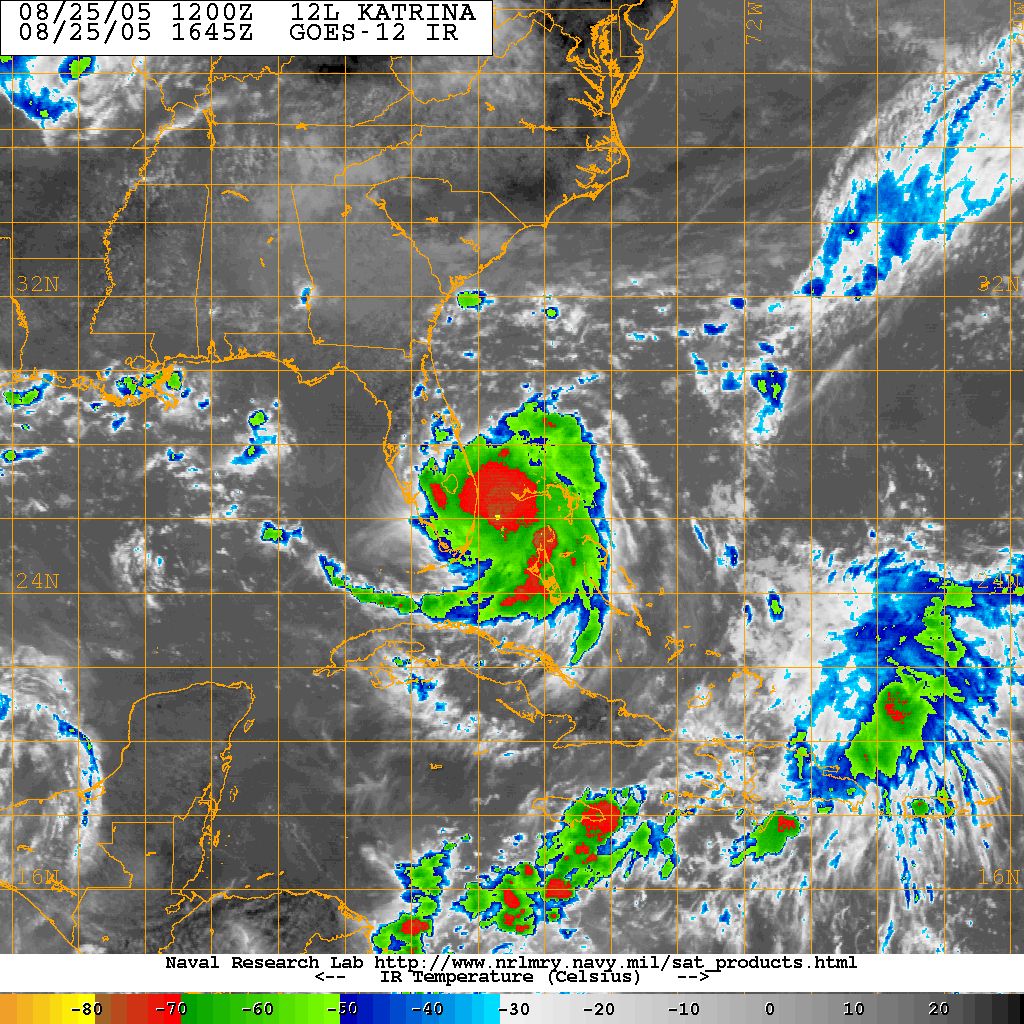 08/25/05 1200Z 12L KATRINA
08/25/05 1645Z GOES-12 IR
72W
32N 32N
24N 24N
16N 16N
Naval Research Lab http://www.nrlmry.navy.mil/sat_products.html
<-- IR Temperature (Celsius) -->
-80 -70 -60 -50 -40 -30 -20 -10 0 10 20